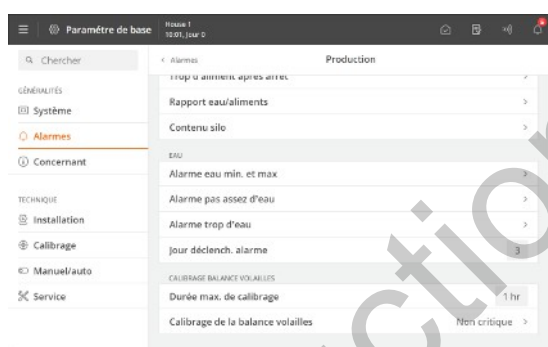 Paramétre de base
House 1
10:01, Jour 0
Chercher
GÉNÉRALITÉS
Système
Alarmes
Concernant
TECHNIQUE
Installation
Calibrage
Manuel/auto
Service
< Alarmes
Production
Trop d'aliment après arrêt
Rapport eau/aliments
Contenu silo
EAU
Alarme eau min. et max
Alarme pas assez d'eau
Alarme trop d'eau
Jour déclench. alarme 3
CALIBRAGE BALANCE VOLAILLES
Durée max. de calibrage 1 hr
Calibrage de la balance volailles Non critique